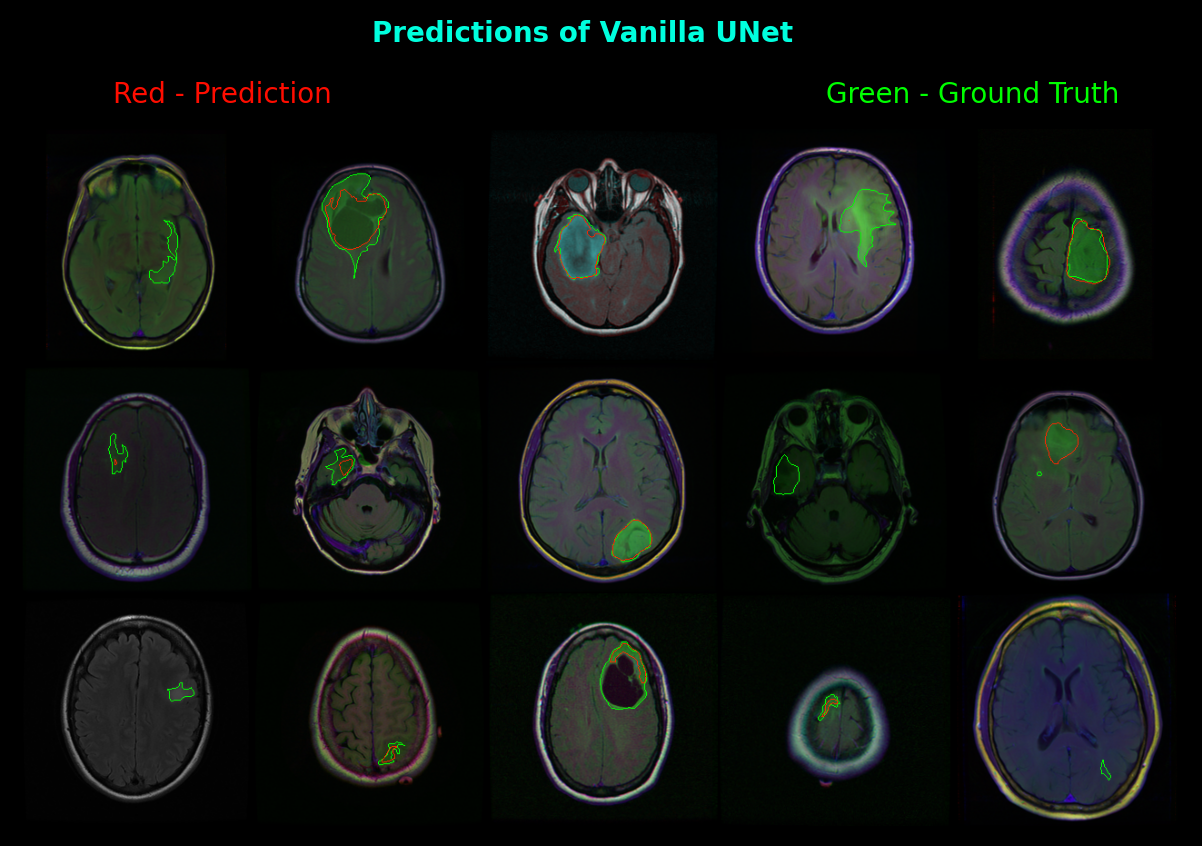 Predictions of Vanilla UNet
Red - Prediction
Green - Ground Truth